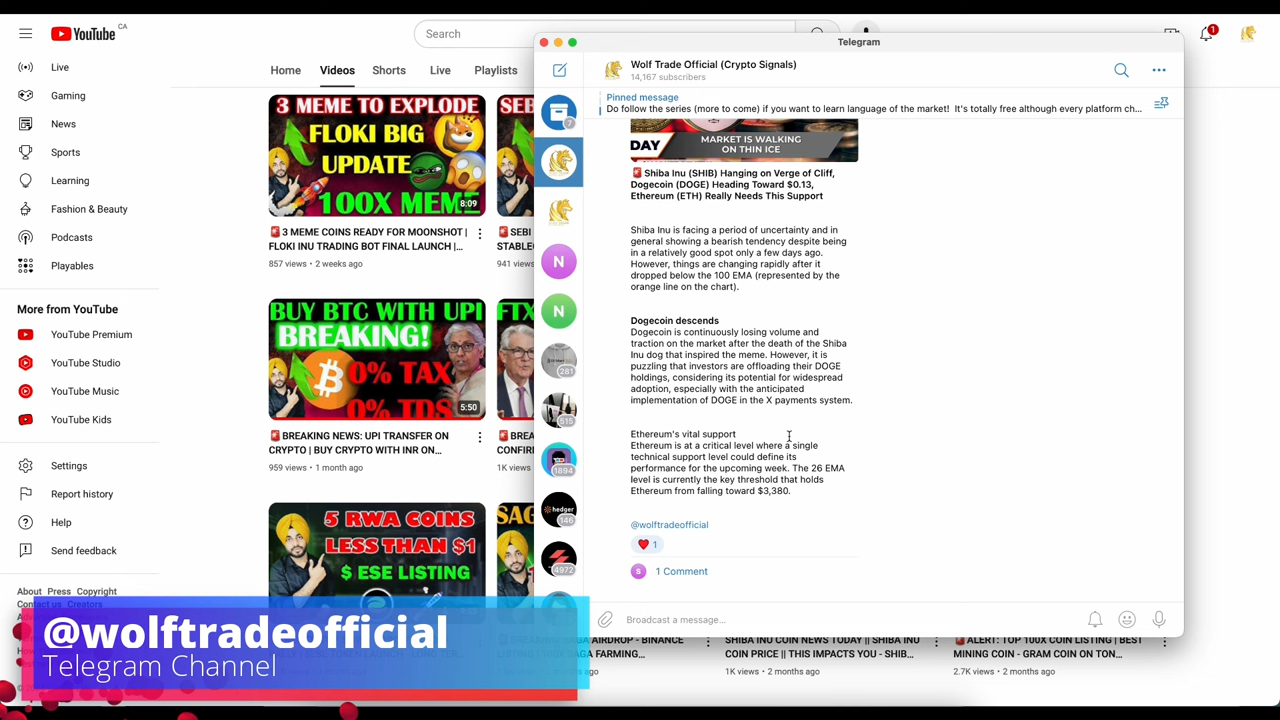 YouTube
CA
Search
1
Live
Gaming
News
Sports
Learning
Fashion & Beauty
Podcasts
Playables
More from YouTube
YouTube Premium
YouTube Studio
YouTube Music
YouTube Kids
Settings
Report history
Help
Send feedback
About Press Copyright
Home
Videos
Shorts
Live
Playlists
3 MEME TO EXPLODE
FLOKI BIG
UPDATE
100X MEME
8:09
🚨 3 MEME COINS READY FOR MOONSHOT |
FLOKI INU TRADING BOT FINAL LAUNCH |...
857 views • 2 weeks ago
SEBI
STABLEC
941 views
BUY BTC WITH UPI
BREAKING!
0% TAX
0% TDS
5:50
🚨BREAKING NEWS: UPI TRANSFER ON
CRYPTO | BUY CRYPTO WITH INR ON...
959 views • 1 month ago
FTX
🚨BREA
CONFIR
1K views
5 RWA COINS
LESS THAN $1
$ ESE LISTING
SAG
AIRDROP - BINANCE
LISTING | 100X SAGA FARMING...
ago
SHIBA INU COIN NEWS TODAY || SHIBA INU
COIN PRICE || THIS IMPACTS YOU - SHIB...
1K views • 2 months ago
🚨ALERT: TOP 100X COIN LISTING | BEST
MINING COIN - GRAM COIN ON TON...
2.7K views • 2 months ago
Telegram
Wolf Trade Official (Crypto Signals)
14,167 subscribers
Pinned message
Do follow the series (more to come) if you want to learn language of the market! It's totally free although every platform ch...
7
N
N
281
515
1894
hedger
146
4972
DAY
MARKET IS WALKING
ON THIN ICE
🚨Shiba Inu (SHIB) Hanging on Verge of Cliff,
Dogecoin (DOGE) Heading Toward $0.13,
Ethereum (ETH) Really Needs This Support
Shiba Inu is facing a period of uncertainty and in
general showing a bearish tendency despite being
in a relatively good spot only a few days ago.
However, things are changing rapidly after it
dropped below the 100 EMA (represented by the
orange line on the chart).
Dogecoin descends
Dogecoin is continuously losing volume and
traction on the market after the death of the Shiba
Inu dog that inspired the meme. However, it is
puzzling that investors are offloading their DOGE
holdings, considering its potential for widespread
adoption, especially with the anticipated
implementation of DOGE in the X payments system.
Ethereum's vital support
Ethereum is at a critical level where a single
technical support level could define its
performance for the upcoming week. The 26 EMA
level is currently the key threshold that holds
Ethereum from falling toward $3,380.
@wolftradeofficial
❤ 1
S
1 Comment
Broadcast a message...
@wolftradeofficial
Telegram Channel